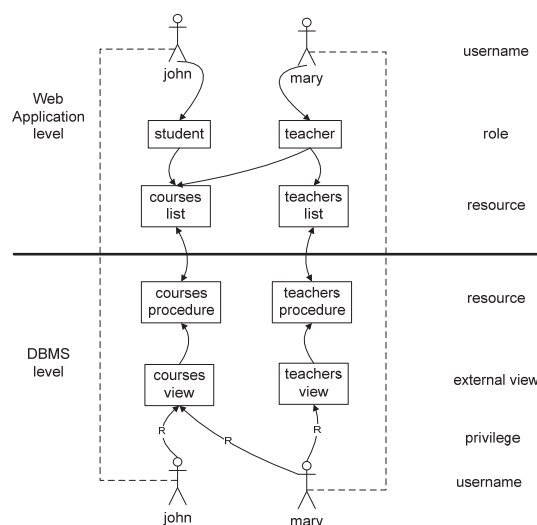 username
john
mary
Web
Application
level
student
teacher
role
courses
list
teachers
list
resource
courses
procedure
teachers
procedure
resource
DBMS
level
courses
view
teachers
view
external view
R
R
R
privilege
username
john
mary